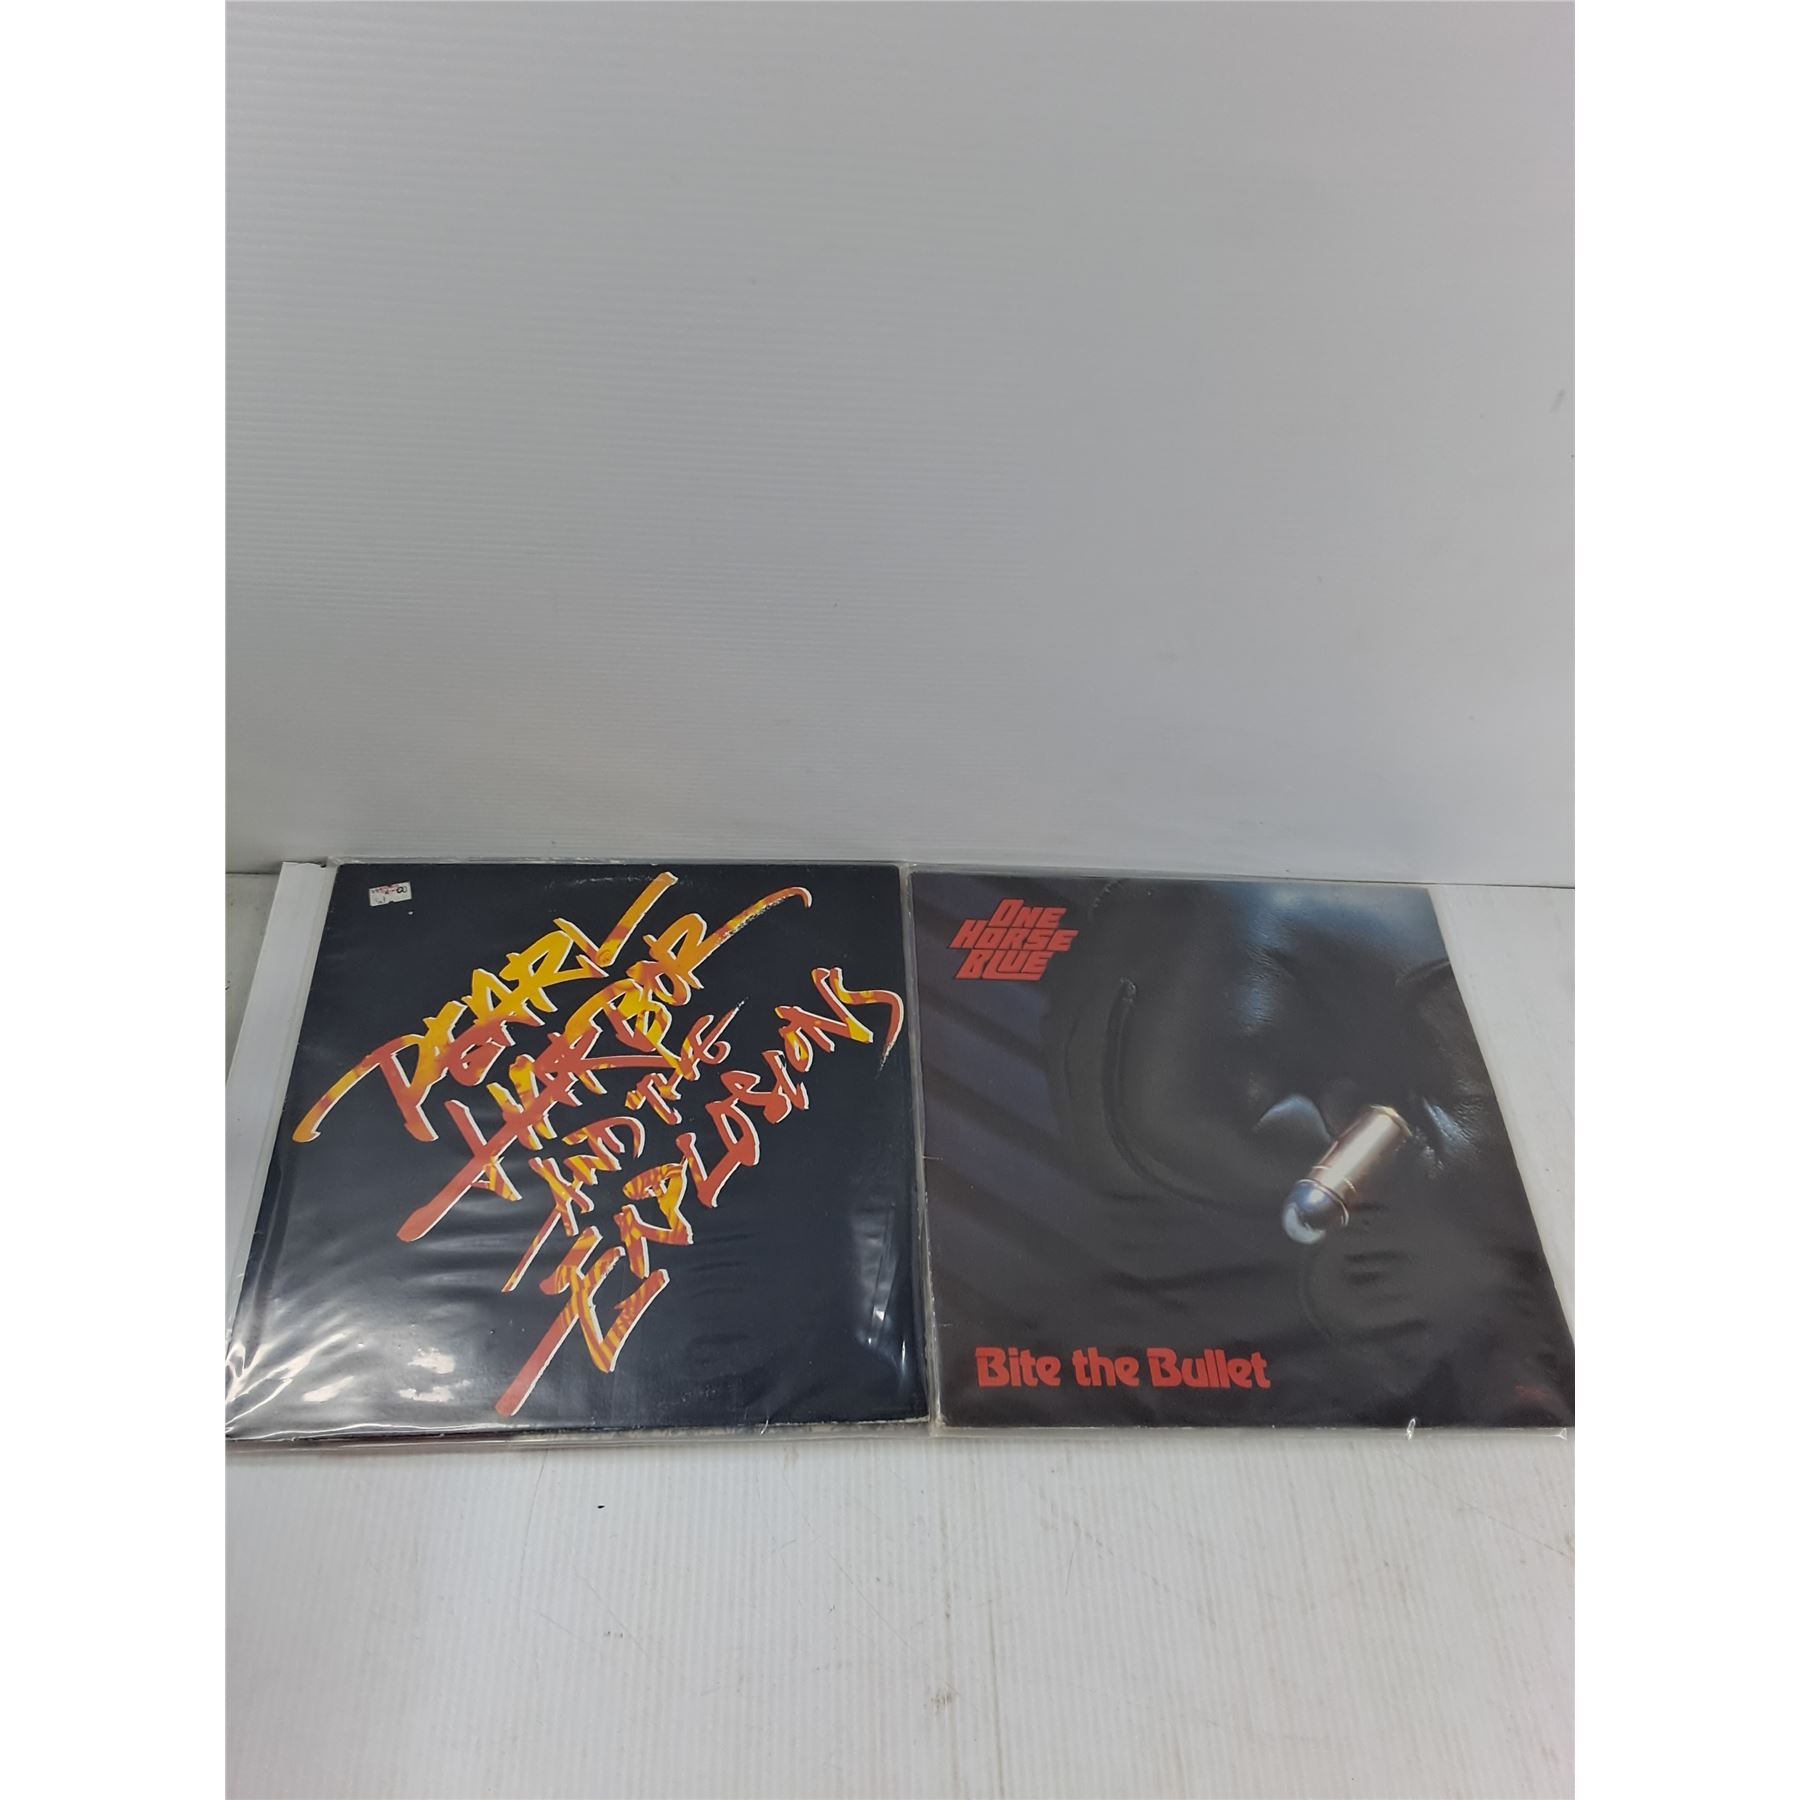 PEARL
HARBOR
AND THE
EXPLOSIONS
ONE
HORSE
BLUE
Bite the Bullet